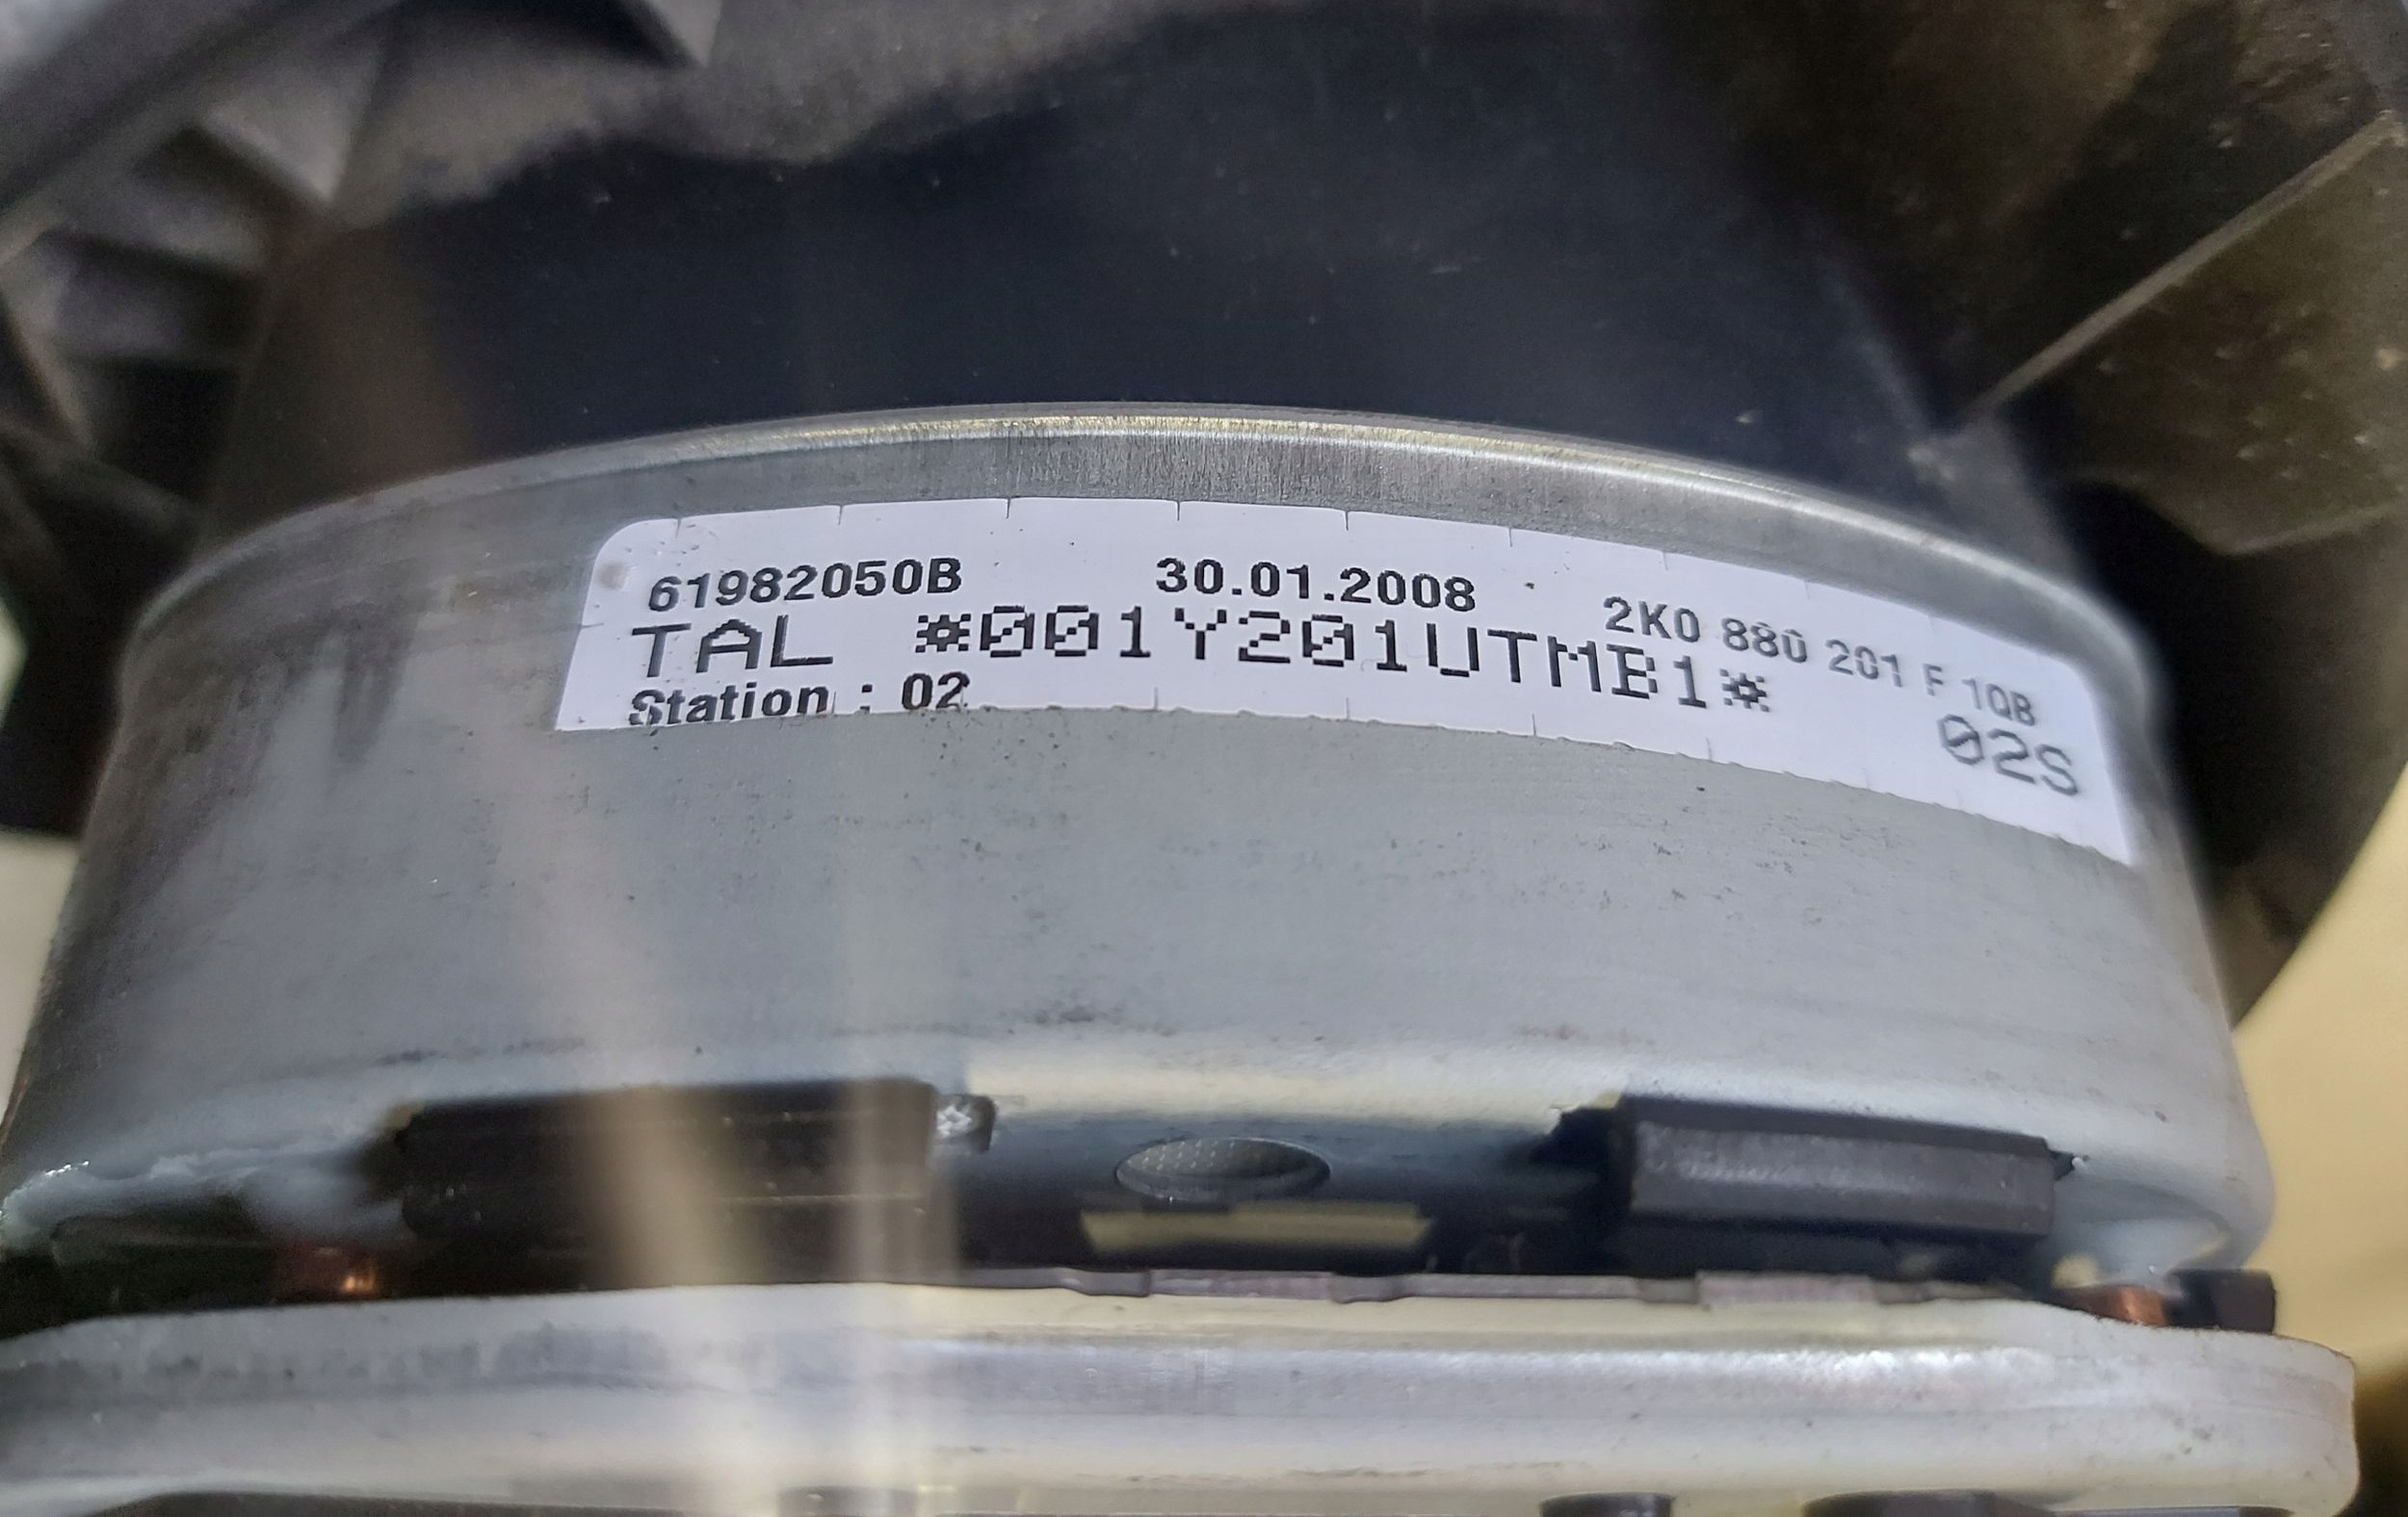 61982050B 30.01.2008 2K0 880 201 F 1QB
TAL *001Y201UTMB1*
Station : 02 02S